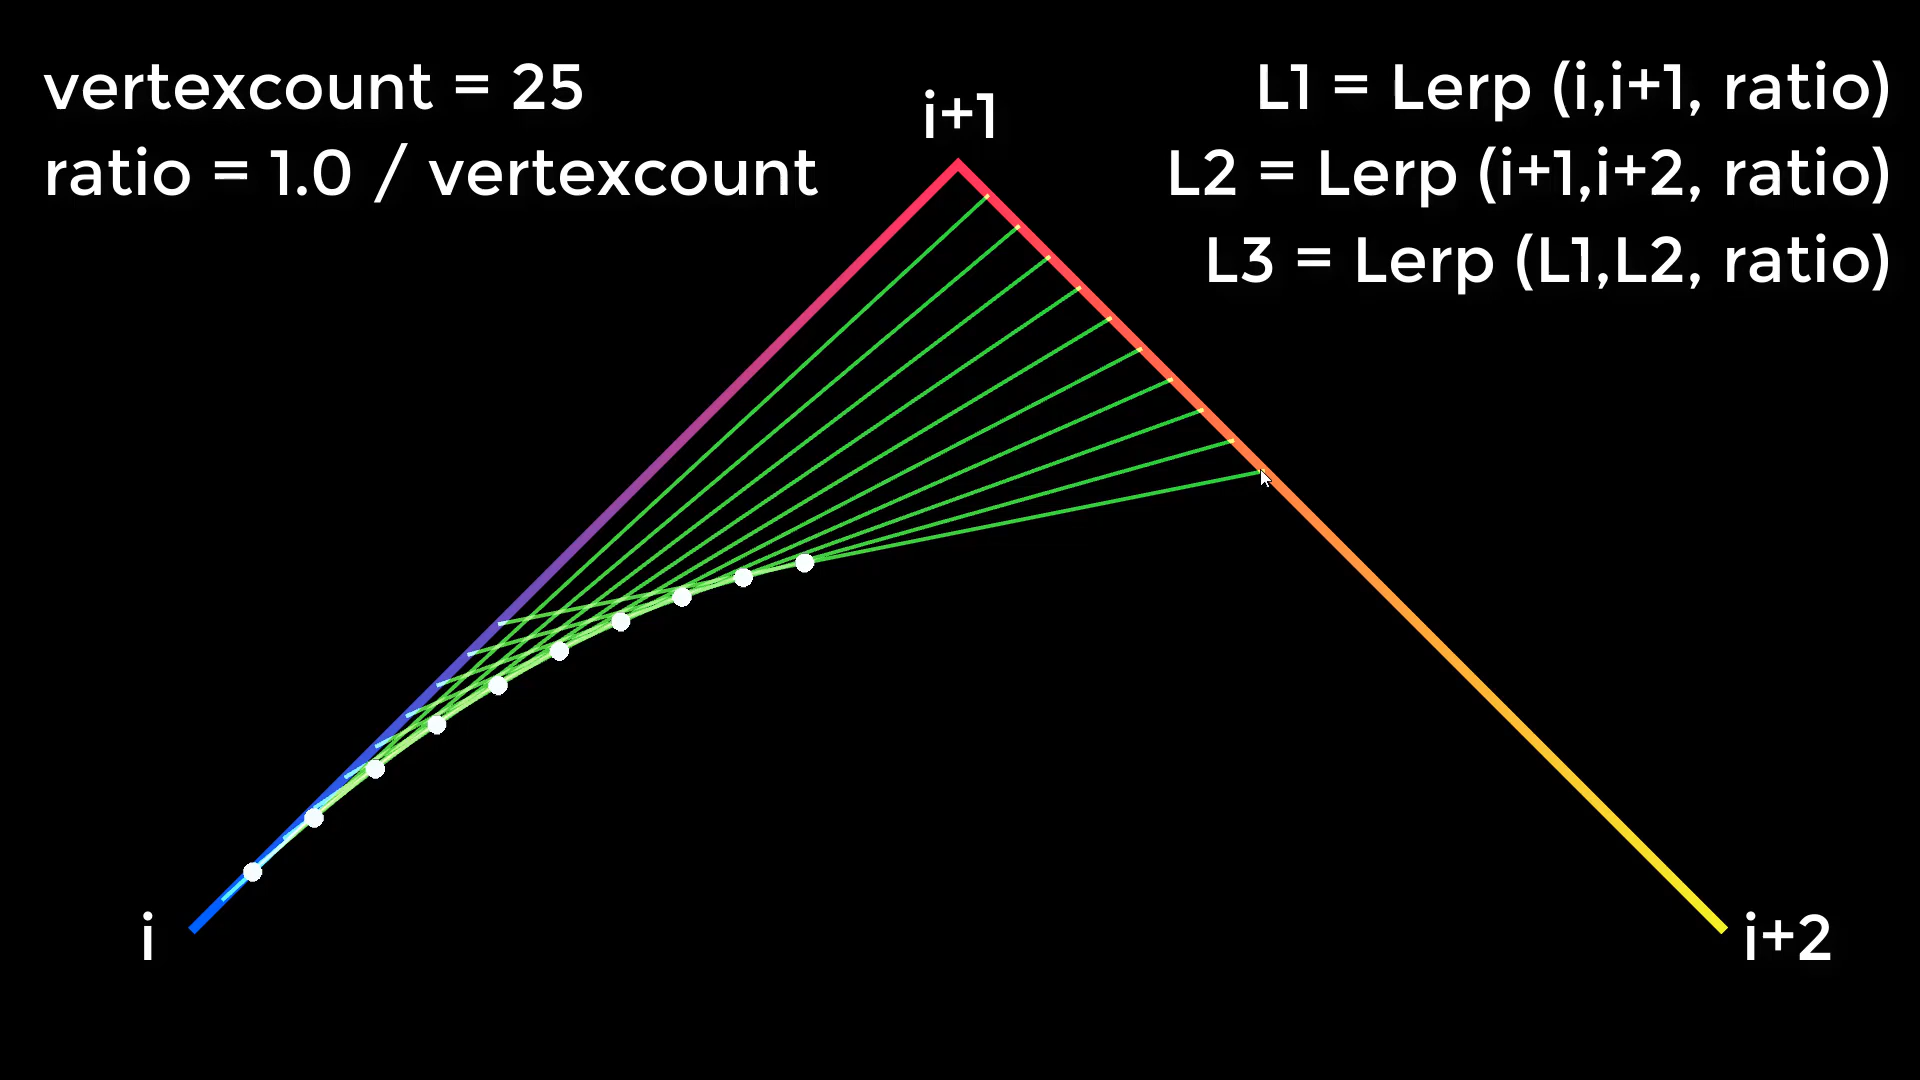 vertexcount = 25
ratio = 1.0 / vertexcount
L1 = Lerp (i,i+1, ratio)
L2 = Lerp (i+1,i+2, ratio)
L3 = Lerp (L1,L2, ratio)
i+1
i
i+2